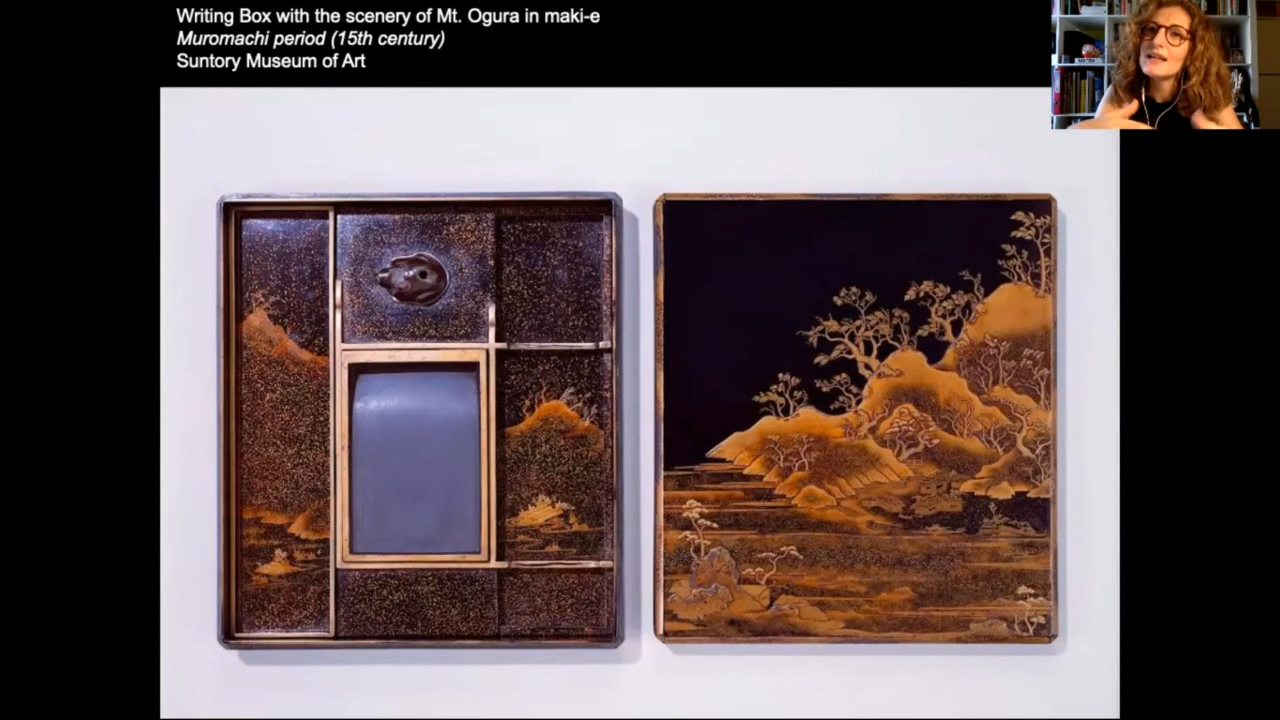 Writing Box with the scenery of Mt. Ogura in maki-e
Muromachi period (15th century)
Suntory Museum of Art